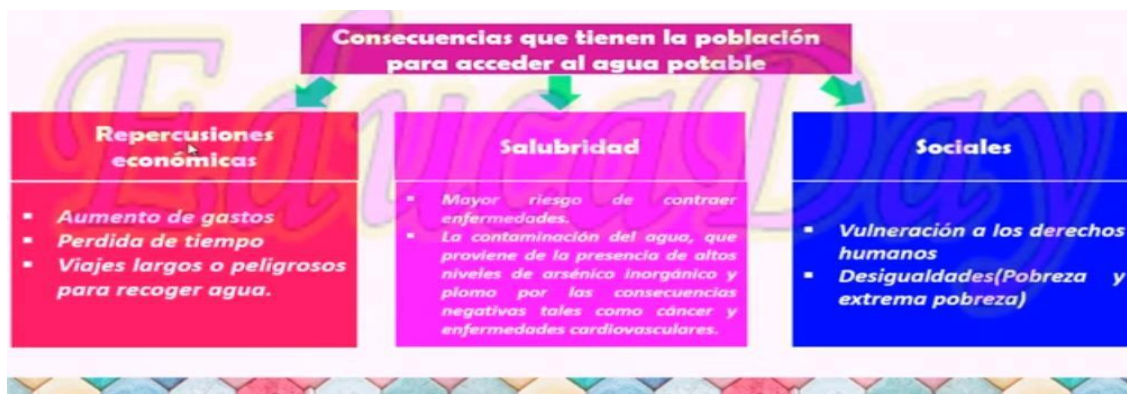 Consecuencias que tienen la población
para acceder al agua potable
Repercusiones
económicas
▪ Aumento de gastos
▪ Perdida de tiempo
▪ Viajes largos o peligrosos
para recoger agua.
Salubridad
▪ Mayor riesgo de contraer
enfermedades.
▪ La contaminación del agua, que
proviene de la presencia de altos
niveles de arsénico inorgánico y
plomo por las consecuencias
negativas tales como cáncer y
enfermedades cardiovasculares.
Sociales
▪ Vulneración a los derechos
humanos
▪ Desigualdades(Pobreza y
extrema pobreza)
EducaDay